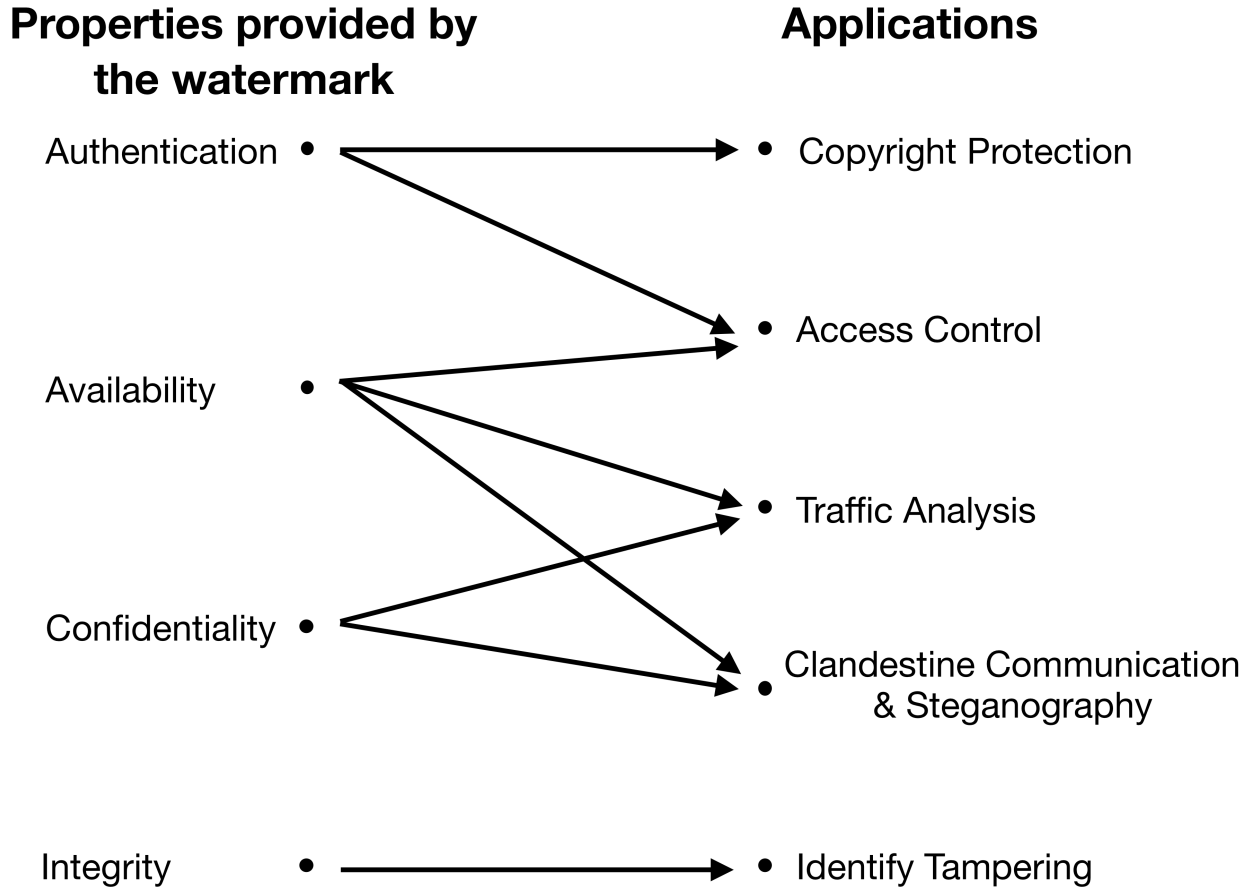 Properties provided by
the watermark
Applications
Authentication
Copyright Protection
Access Control
Availability
Traffic Analysis
Confidentiality
Clandestine Communication
& Steganography
Integrity
Identify Tampering